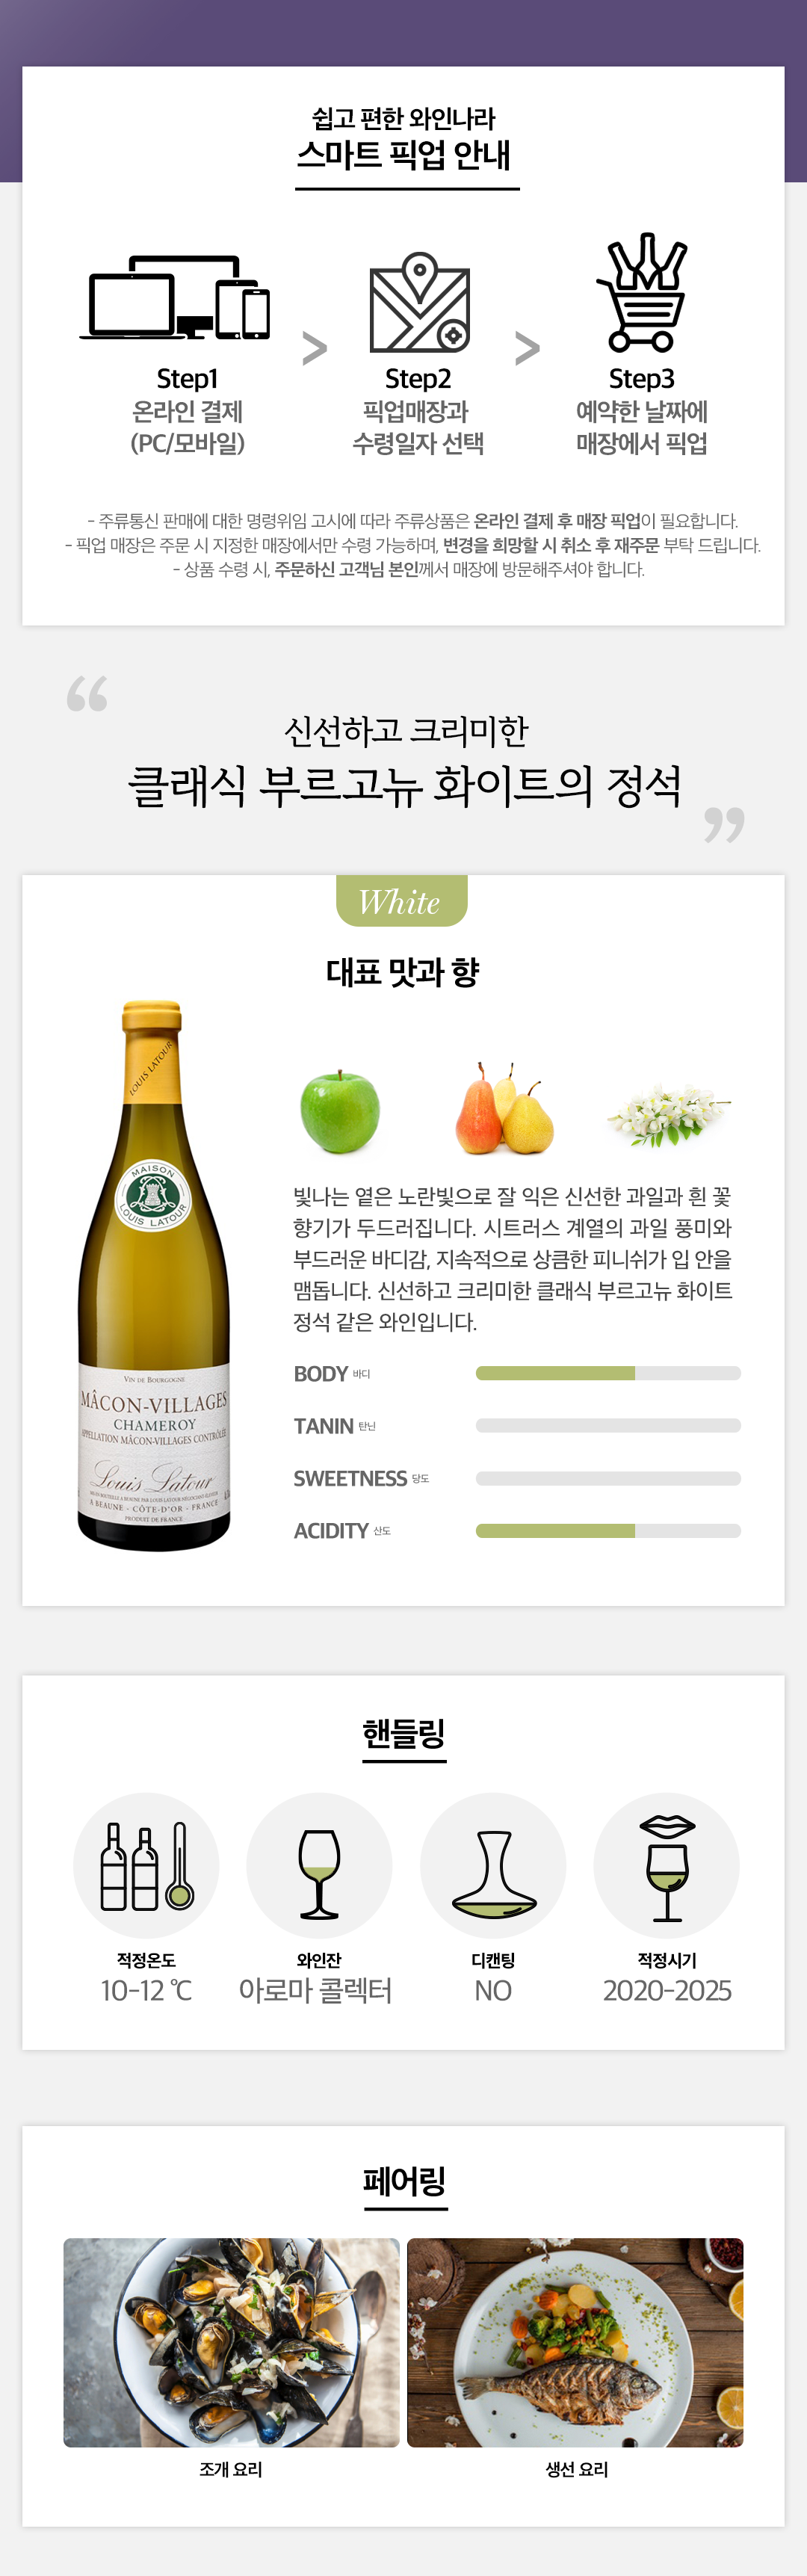 쉽고 편한 와인나라
스마트 픽업 안내
Step1
온라인 결제
(PC/모바일)
>
Step2
픽업매장과
수령일자 선택
>
Step3
예약한 날짜에
매장에서 픽업
- 주류통신 판매에 대한 명령위임 고시에 따라 주류상품은 온라인 결제 후 매장 픽업이 필요합니다.
- 픽업 매장은 주문 시 지정한 매장에서만 수령 가능하며, 변경을 희망할 시 취소 후 재주문 부탁 드립니다.
- 상품 수령 시, 주문하신 고객님 본인께서 매장에 방문해주셔야 합니다.
“
신선하고 크리미한
클래식 부르고뉴 화이트의 정석
”
White
대표 맛과 향
LOUIS LATOUR
MAISON
LOUIS LATOUR
VIN DE BOURGOGNE
MÂCON-VILLAGES
CHAMEROY
APPELLATION MÂCON-VILLAGES CONTRÔLÉE
Louis Latour
A BEAUNE - CÔTE-D'OR - FRANCE
PRODUIT DE FRANCE
빛나는 옅은 노란빛으로 잘 익은 신선한 과일과 흰 꽃
향기가 두드러집니다. 시트러스 계열의 과일 풍미와
부드러운 바디감, 지속적으로 상큼한 피니쉬가 입 안을
맴돕니다. 신선하고 크리미한 클래식 부르고뉴 화이트
정석 같은 와인입니다.
BODY 바디
TANIN 탄닌
SWEETNESS 당도
ACIDITY 산도
핸들링
적정온도
10-12 ℃
와인잔
아로마 콜렉터
디캔팅
NO
적정시기
2020-2025
페어링
조개 요리
생선 요리